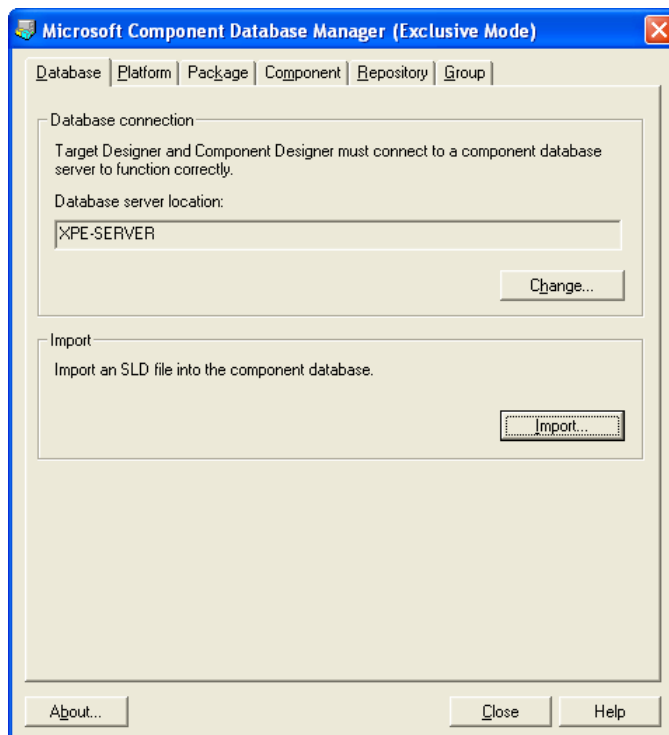 Microsoft Component Database Manager (Exclusive Mode)
Database Platform Package Component Repository Group
Database connection
Target Designer and Component Designer must connect to a component database
server to function correctly.
Database server location:
XPE-SERVER
Change...
Import
Import an SLD file into the component database.
Import...
About... Close Help